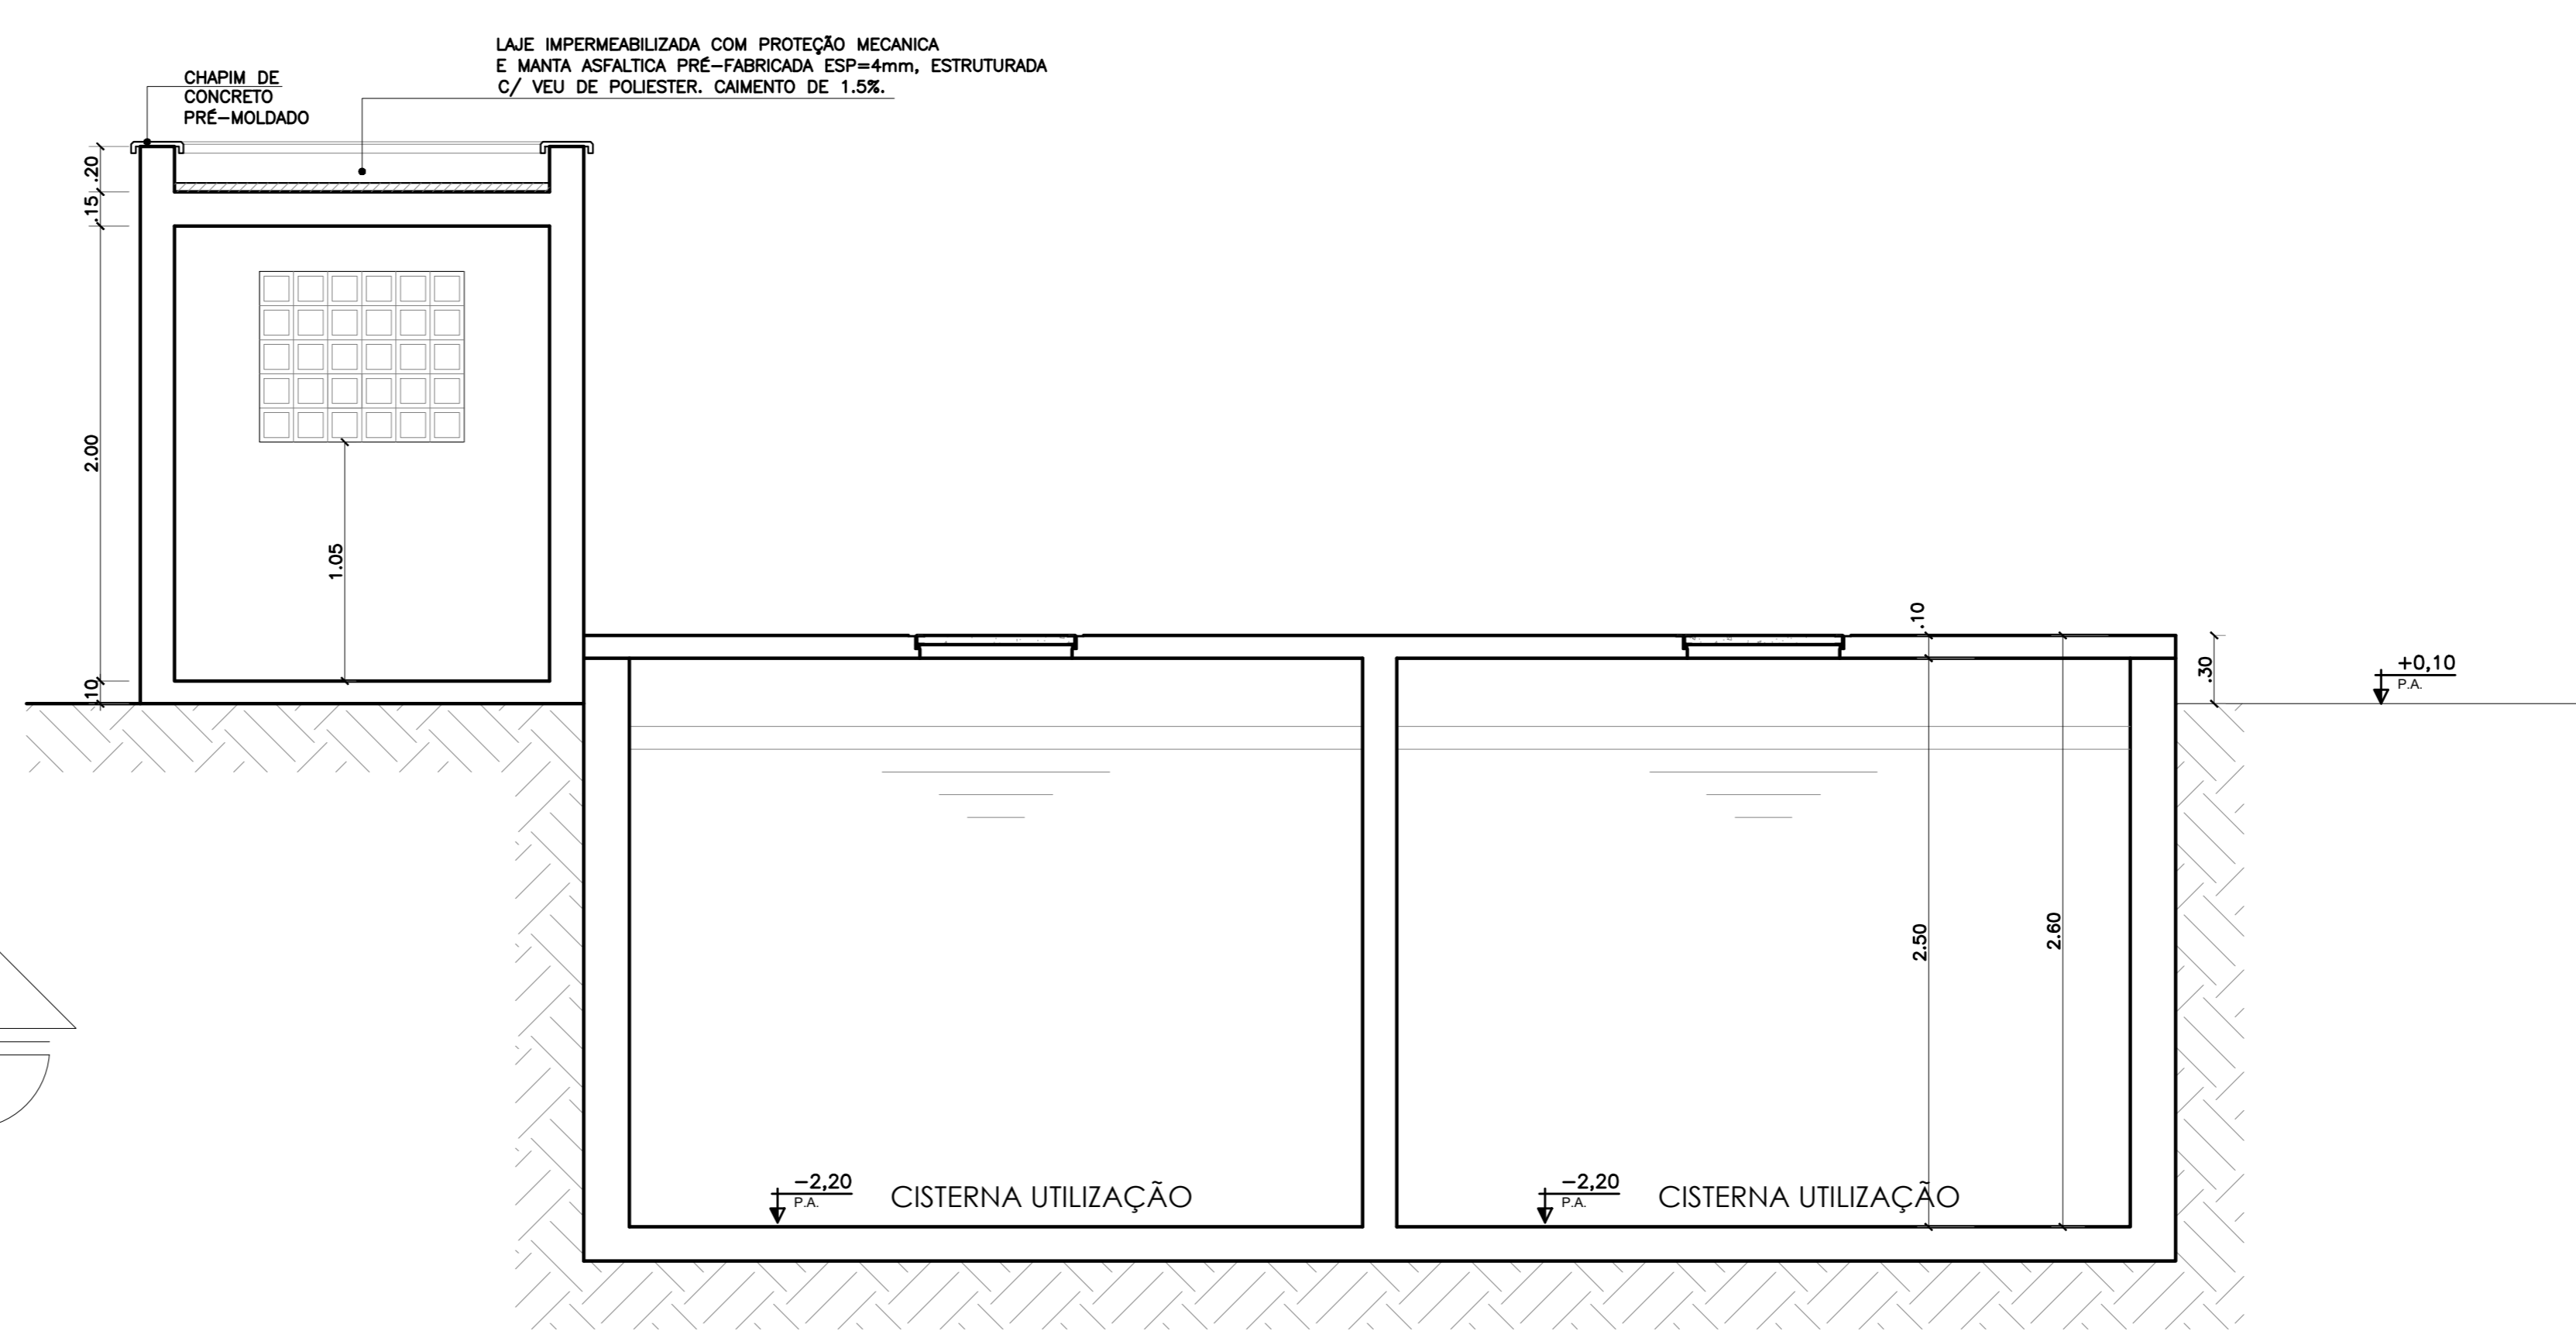 LAJE IMPERMEABILIZADA COM PROTEÇÃO MECANICA
E MANTA ASFALTICA PRÉ-FABRICADA ESP=4mm, ESTRUTURADA
C/ VEU DE POLIESTER. CAIMENTO DE 1.5%.
CHAPIM DE
CONCRETO
PRÉ-MOLDADO
.20
.15
2.00
1.05
.10
.10
.30
+0,10
P.A.
2.50
2.60
-2,20
P.A.
CISTERNA UTILIZAÇÃO
-2,20
P.A.
CISTERNA UTILIZAÇÃO